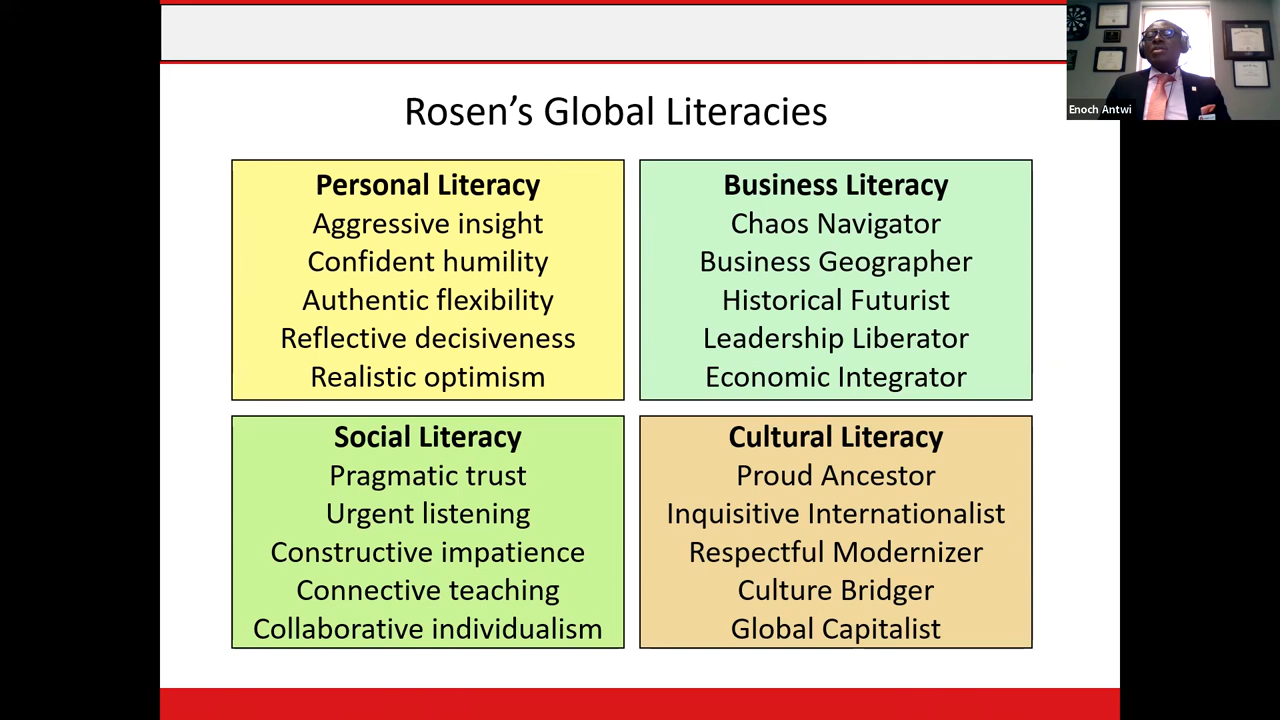 Rosen’s Global Literacies
Personal Literacy
Aggressive insight
Confident humility
Authentic flexibility
Reflective decisiveness
Realistic optimism
Business Literacy
Chaos Navigator
Business Geographer
Historical Futurist
Leadership Liberator
Economic Integrator
Social Literacy
Pragmatic trust
Urgent listening
Constructive impatience
Connective teaching
Collaborative individualism
Cultural Literacy
Proud Ancestor
Inquisitive Internationalist
Respectful Modernizer
Culture Bridger
Global Capitalist
Enoch Antwi